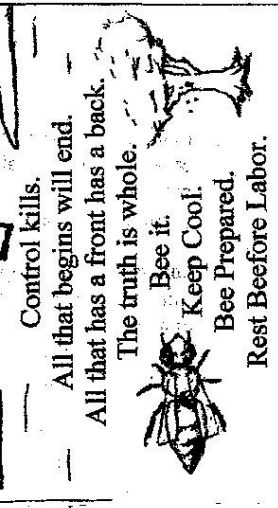 Control kills.
All that begins will end.
All that has a front has a back.
The truth is whole.
Bee it.
Keep Cool.
Bee Prepared.
Rest Beefore Labor.